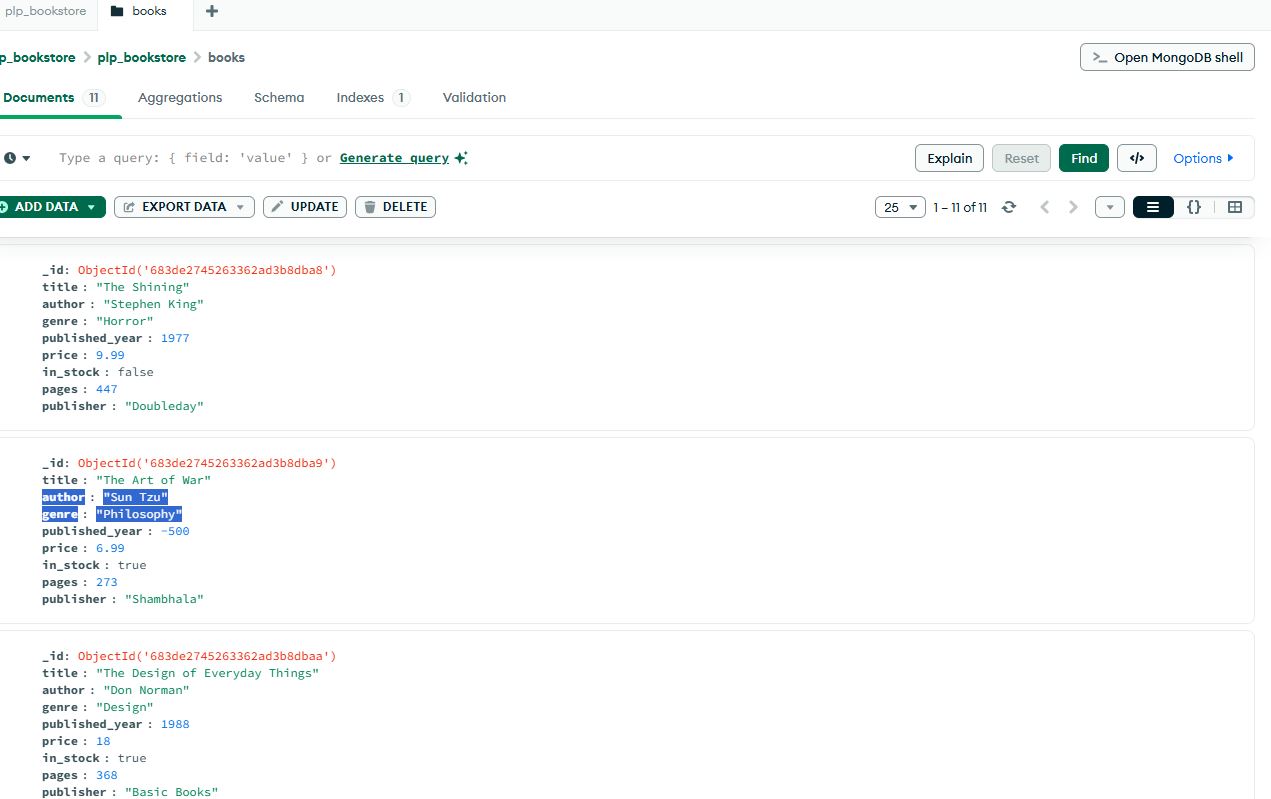 plp_bookstore books
p_bookstore plp_bookstore books
>_ Open MongoDB shell
Documents 11 Aggregations Schema Indexes 1 Validation
Type a query: { field: 'value' } or Generate query
Explain Reset Find </> Options
ADD DATA EXPORT DATA UPDATE DELETE
25 1 – 11 of 11 {}
_id: ObjectId('683de2745263362ad3b8dba8')
title : "The Shining"
author : "Stephen King"
genre : "Horror"
published_year : 1977
price : 9.99
in_stock : false
pages : 447
publisher : "Doubleday"
_id: ObjectId('683de2745263362ad3b8dba9')
title : "The Art of War"
author : "Sun Tzu"
genre : "Philosophy"
published_year : -500
price : 6.99
in_stock : true
pages : 273
publisher : "Shambhala"
_id: ObjectId('683de2745263362ad3b8dbaa')
title : "The Design of Everyday Things"
author : "Don Norman"
genre : "Design"
published_year : 1988
price : 18
in_stock : true
pages : 368
publisher : "Basic Books"